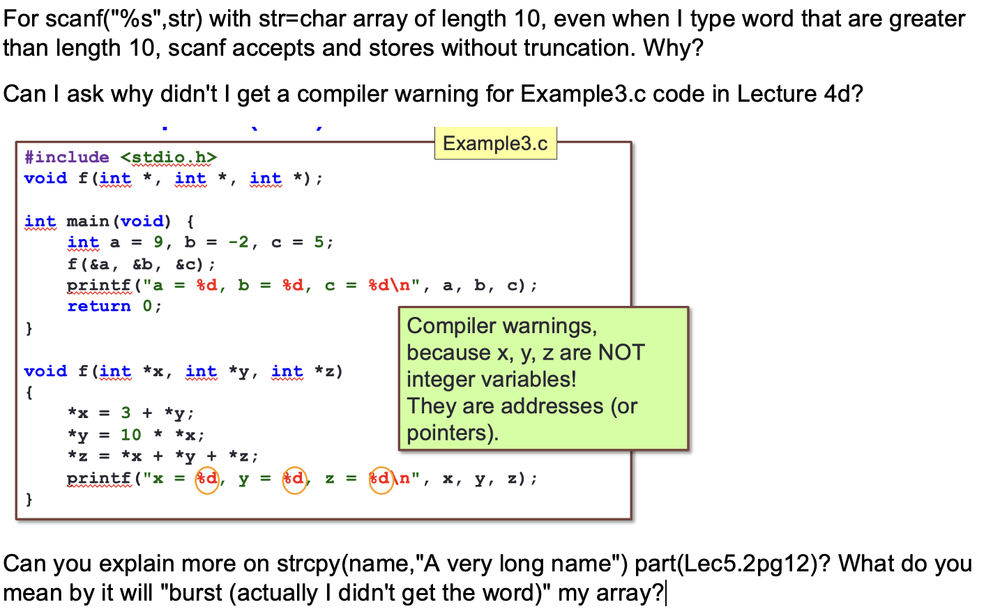 For scanf("%s",str) with str=char array of length 10, even when I type word that are greater
than length 10, scanf accepts and stores without truncation. Why?
Can I ask why didn't I get a compiler warning for Example3.c code in Lecture 4d?
Example3.c
#include <stdio.h>
void f(int *, int *, int *);
int main(void) {
int a = 9, b = -2, c = 5;
f(&a, &b, &c);
printf("a = %d, b = %d, c = %d\n", a, b, c);
return 0;
}
Compiler warnings,
because x, y, z are NOT
integer variables!
They are addresses (or
pointers).
void f(int *x, int *y, int *z)
{
*x = 3 + *y;
*y = 10 * *x;
*z = *x + *y + *z;
printf("x = %d, y = %d, z = %d\n", x, y, z);
}
Can you explain more on strcpy(name,"A very long name") part(Lec5.2pg12)? What do you
mean by it will "burst (actually I didn't get the word)" my array?